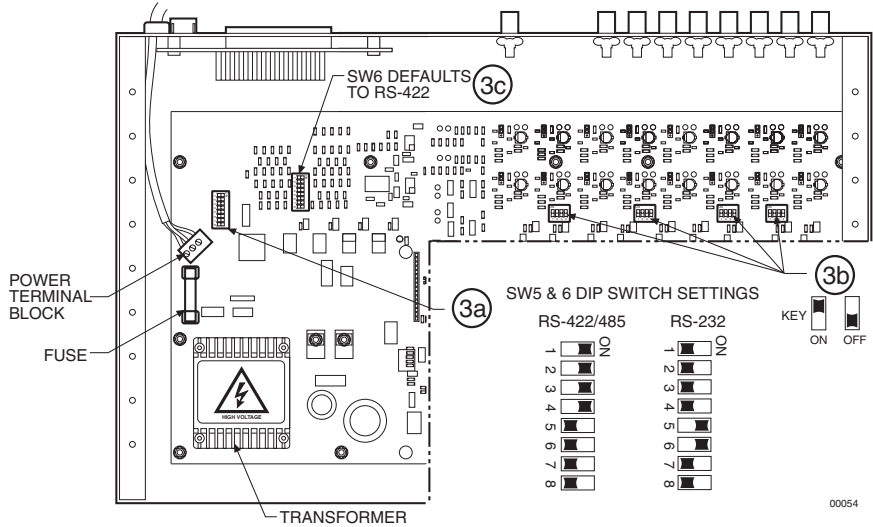 SW6 DEFAULTS
TO RS-422
3c
POWER
TERMINAL
BLOCK
FUSE
3a
3b
SW5 & 6 DIP SWITCH SETTINGS
KEY
ON
OFF
RS-422/485
RS-232
ON
1
2
3
4
5
6
7
8
ON
1
2
3
4
5
6
7
8
HIGH VOLTAGE
TRANSFORMER
00054